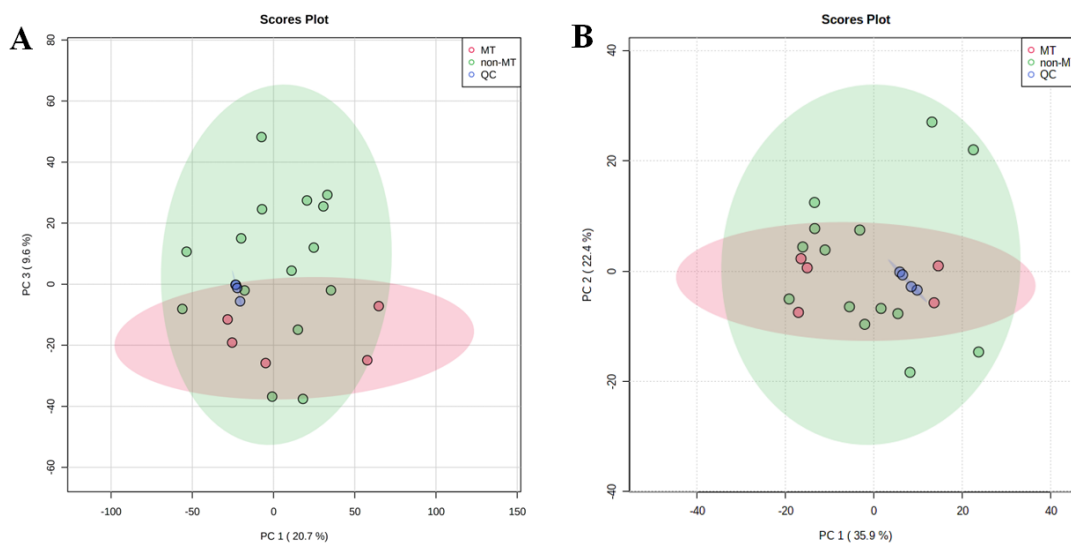 A
Scores Plot
MT
non-MT
QC
80
60
40
20
0
-20
-40
-60
PC 3 ( 9.6 %)
-100
-50
0
50
100
150
PC 1 ( 20.7 %)
B
Scores Plot
MT
non-MT
QC
40
20
0
-20
-40
PC 2 ( 22.4 %)
-40
-20
0
20
40
PC 1 ( 35.9 %)